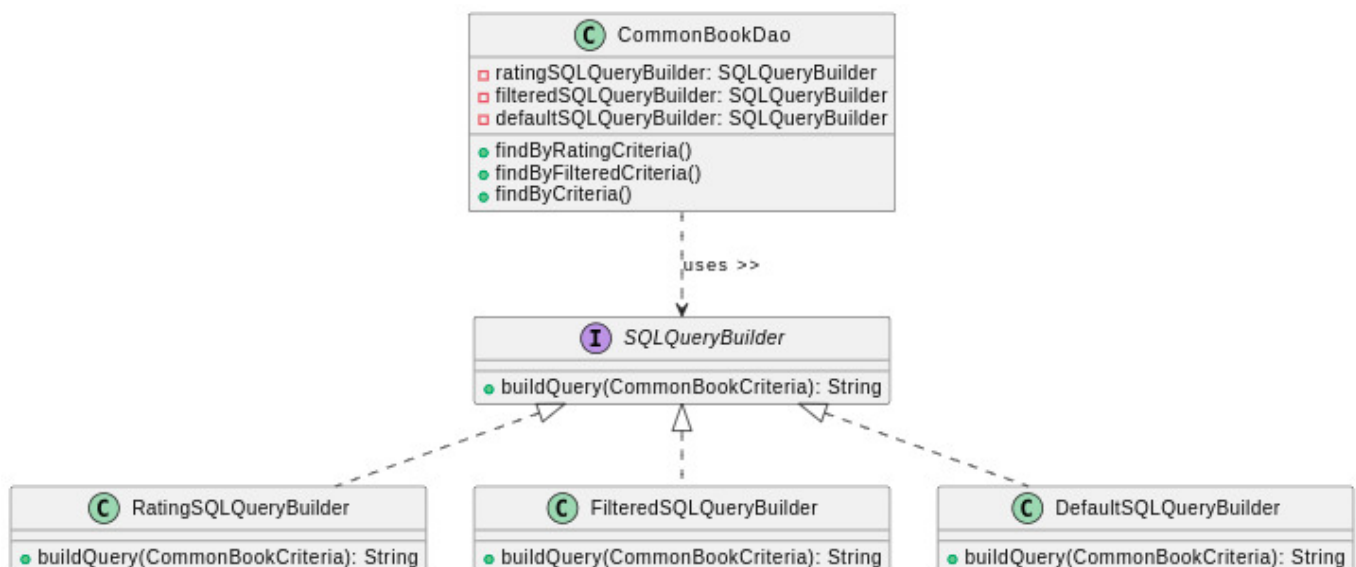 C CommonBookDao
ratingSQLQueryBuilder: SQLQueryBuilder
filteredSQLQueryBuilder: SQLQueryBuilder
defaultSQLQueryBuilder: SQLQueryBuilder
findByRatingCriteria()
findByFilteredCriteria()
findByCriteria()
uses >>
I SQLQueryBuilder
buildQuery(CommonBookCriteria): String
C RatingSQLQueryBuilder
buildQuery(CommonBookCriteria): String
C FilteredSQLQueryBuilder
buildQuery(CommonBookCriteria): String
C DefaultSQLQueryBuilder
buildQuery(CommonBookCriteria): String